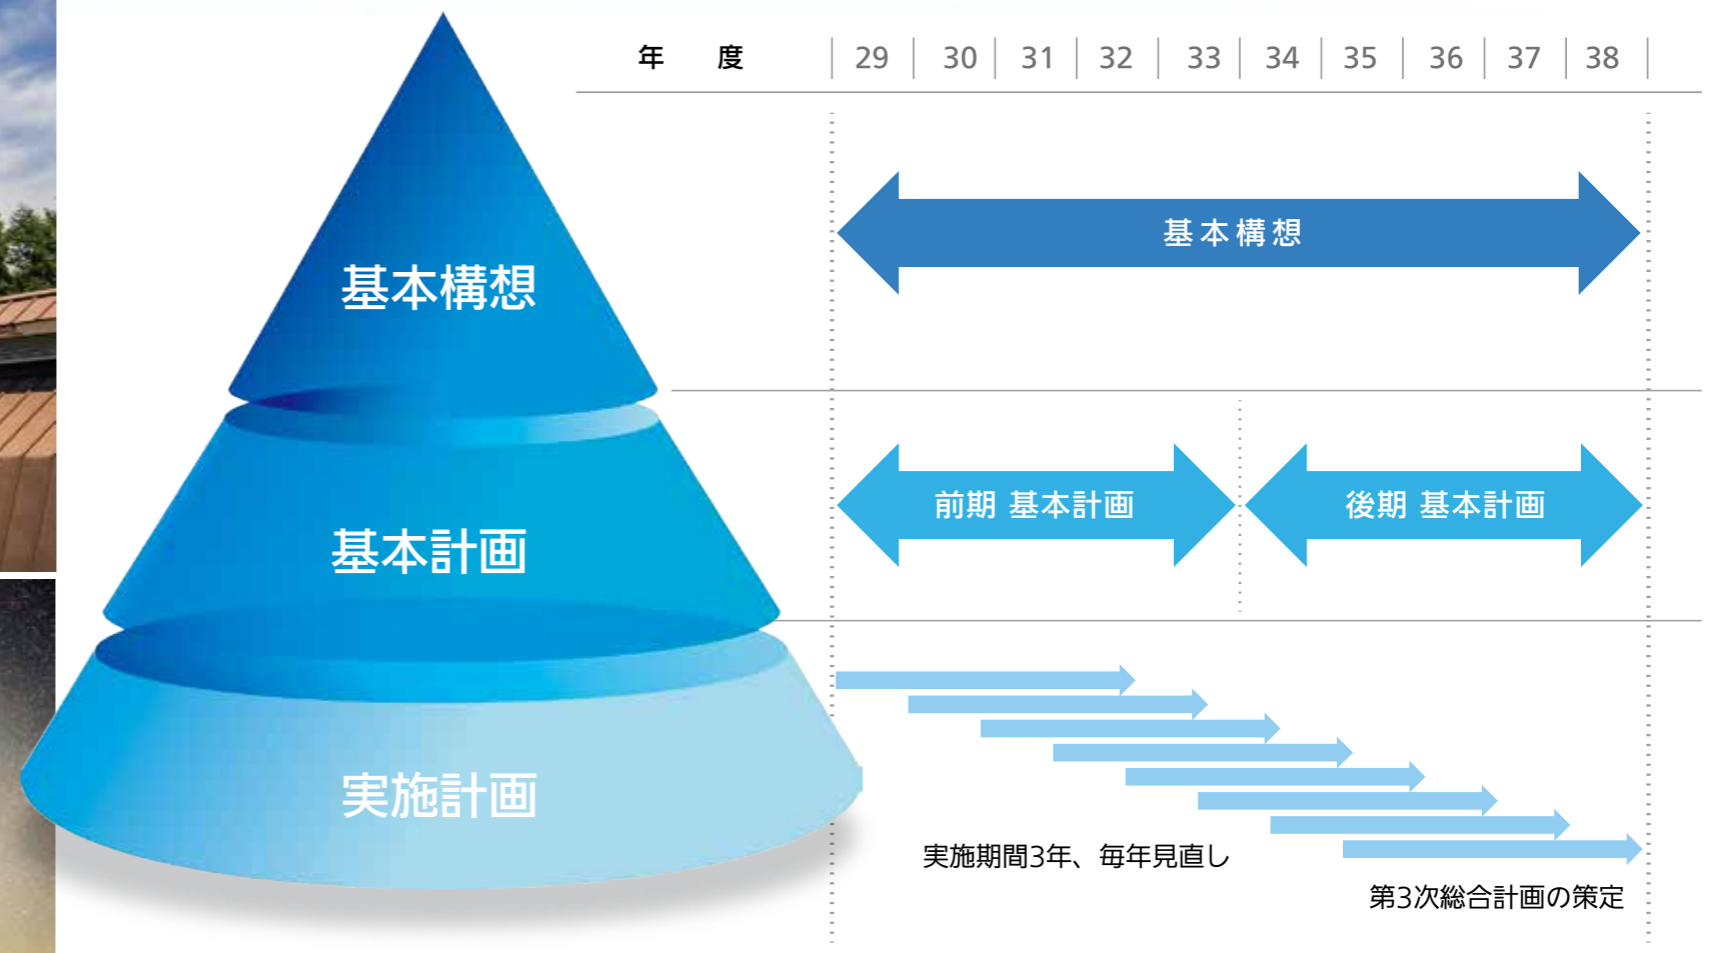 年 度 29 30 31 32 33 34 35 36 37 38
基本構想
基本構想
基本計画
前期 基本計画
後期 基本計画
実施計画
実施期間3年、毎年見直し
第3次総合計画の策定